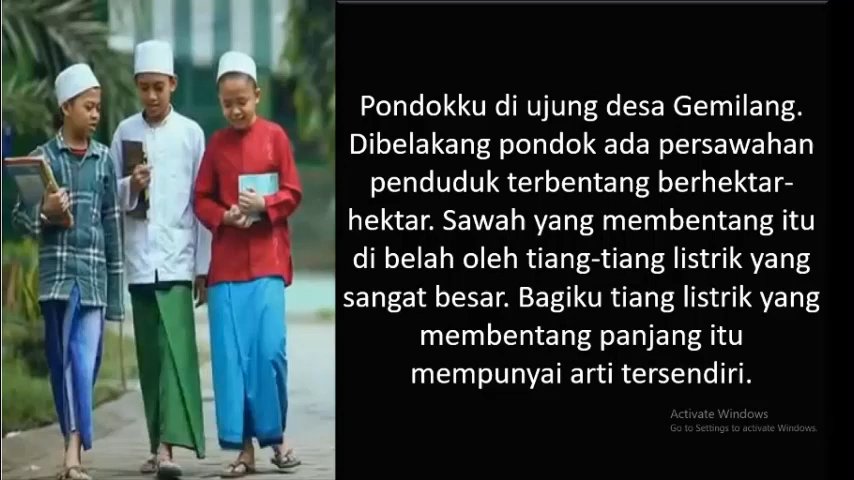 Pondokku di ujung desa Gemilang.
Dibelakang pondok ada persawahan
penduduk terbentang berhektar-
hektar. Sawah yang membentang itu
di belah oleh tiang-tiang listrik yang
sangat besar. Bagiku tiang listrik yang
membentang panjang itu
mempunyai arti tersendiri.
Activate Windows
Go to Settings to activate Windows.